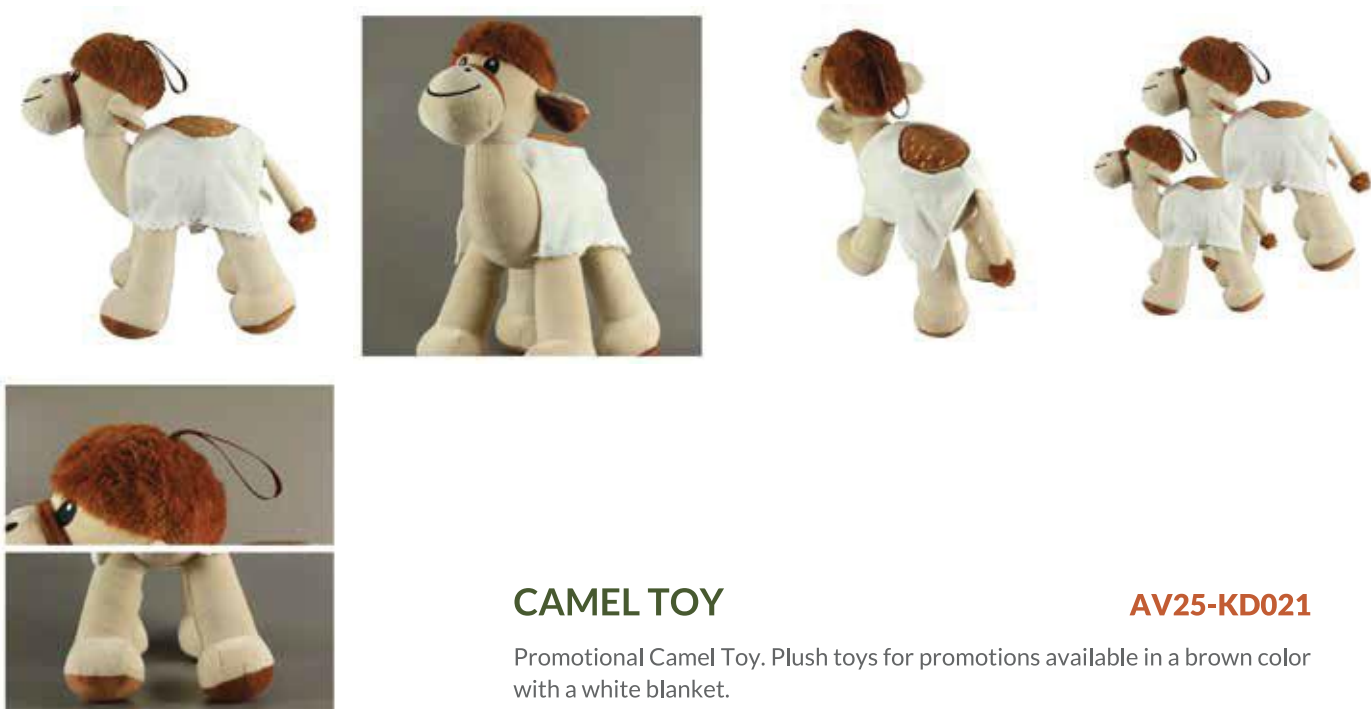 CAMEL TOY
AV25-KD021
Promotional Camel Toy. Plush toys for promotions available in a brown color
with a white blanket.